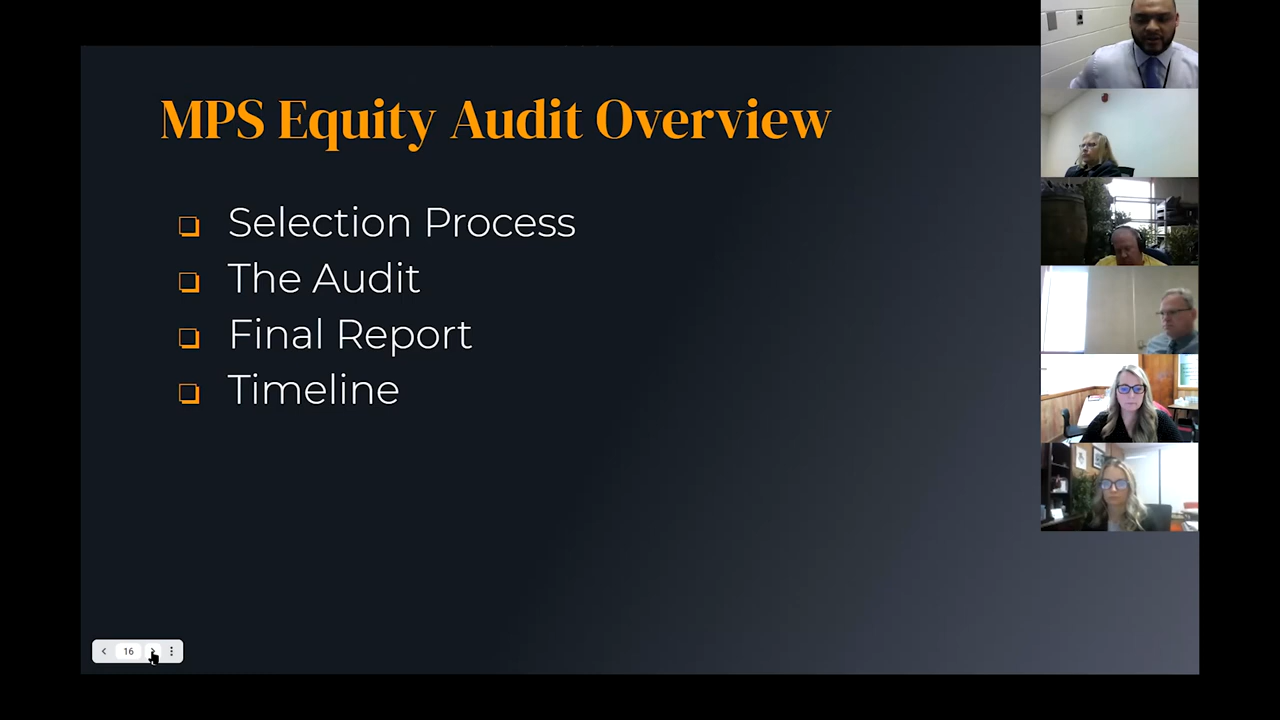 MPS Equity Audit Overview
Selection Process
The Audit
Final Report
Timeline
16